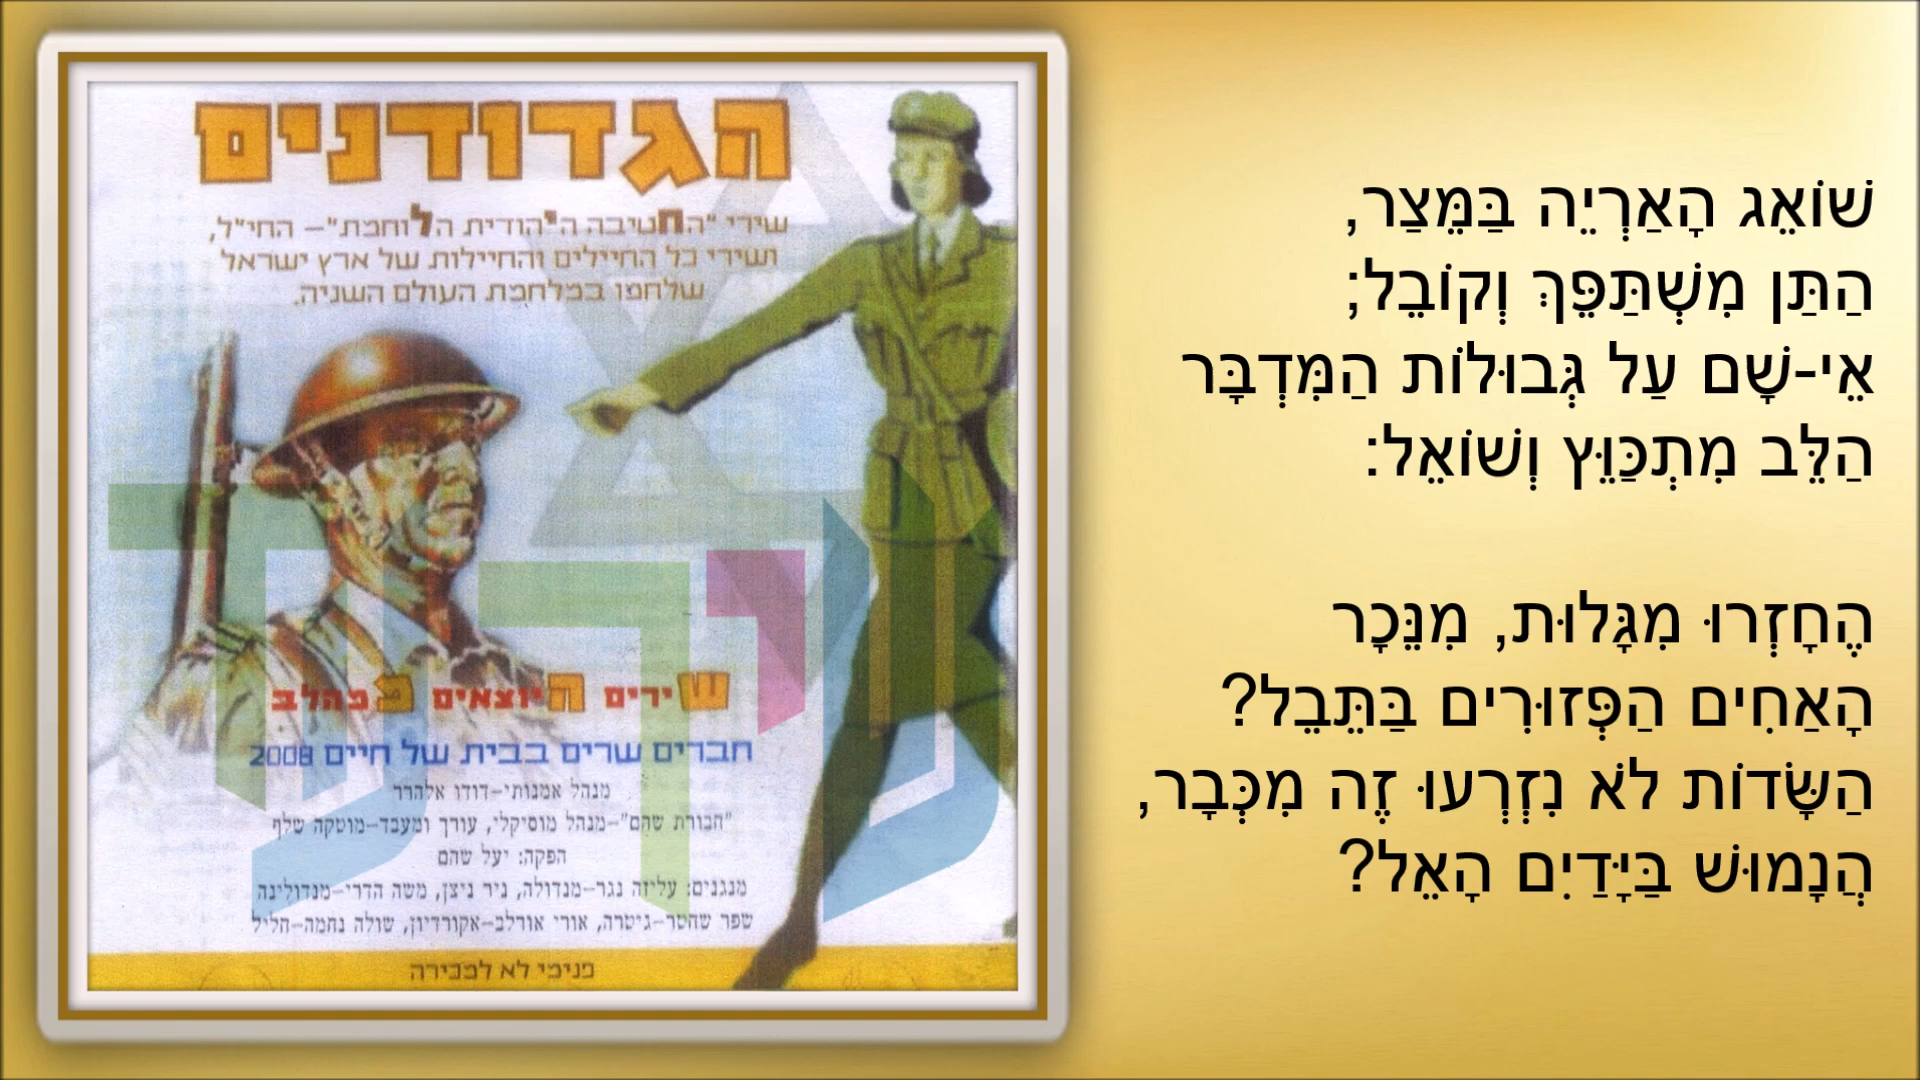 הגדודנים
שירי "החטיבה היהודית הלוחמת"– החי"ל,
ושירי כל החיילים והחיילות של ארץ ישראל
שלחמו במלחמת העולם השניה.
שירים היוצאים מהלב
חברים שרים בבית של חיים 2008
מנהל אמנותי–דודו אלהרר
"חבורת שהם"–מנהל מוסיקלי, עורך ומעבד–מוטקה שלף
הפקה: יעל שהם
מנגנים: עליזה נגר–מנדולה, ניר ניצן, משה הדרי–מנדולינה
שפר שחטר–גיטרה, אורי אורלב–אקורדיון, שולה נחמה–חליל
פנימי לא למכירה
שׁוֹאֵג הָאַרְיֵה בַּמֵּצַר,
הַתַּן מִשְׁתַּפֵּךְ וְקוֹבֵל;
אֵי-שָׁם עַל גְּבוּלוֹת הַמִּדְבָּר
הַלֵּב מִתְכַּוֵּץ וְשׁוֹאֵל:
הֶחָזְרוּ מִגָּלוּת, מִנֵּכָר
הָאַחִים הַפְּזוּרִים בַּתֵּבֵל?
הַשָּׂדוֹת לֹא נִזְרְעוּ זֶה מִכְּבָר,
הֲנָמוּשׁ בַּיָּדַיִם הָאֵל?